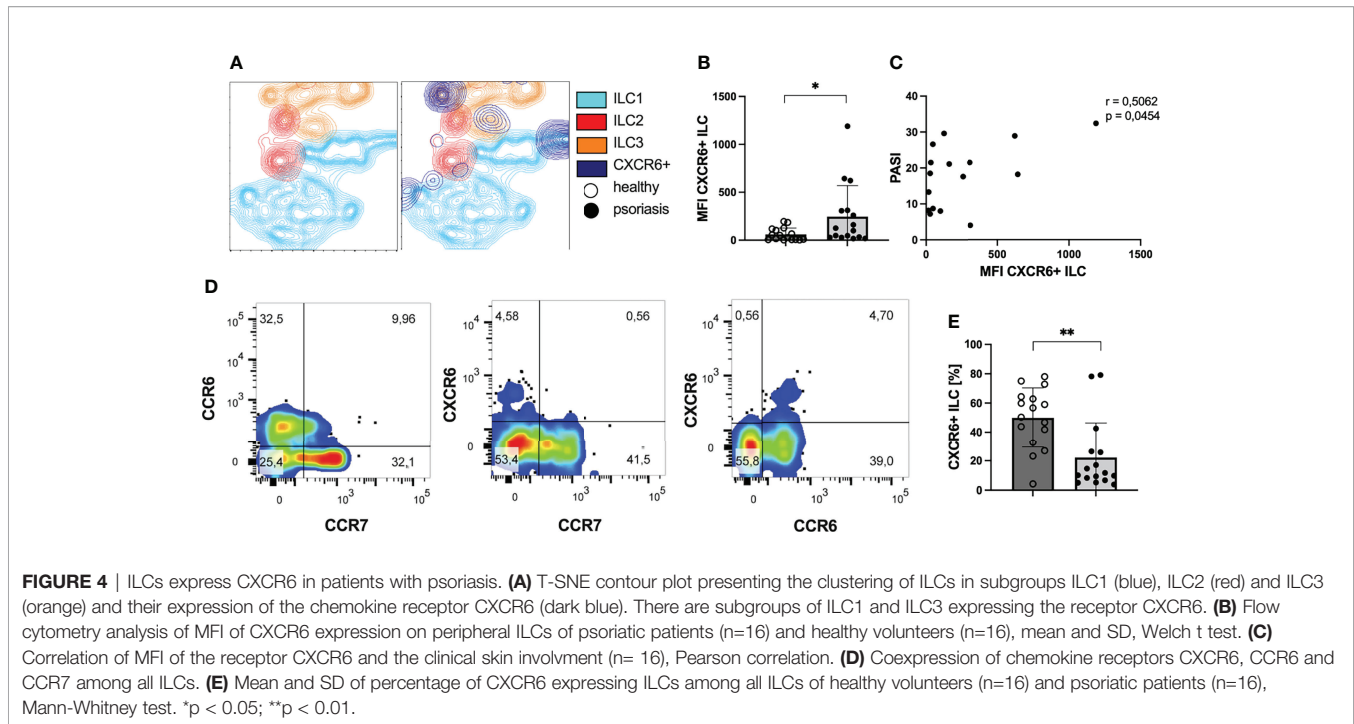 A
ILC1
ILC2
ILC3
CXCR6+
healthy
psoriasis
B
MFI CXCR6+ ILC
1500
1000
500
0
*
C
PASI
40
30
20
10
0
r = 0,5062
p = 0,0454
0
500
1000
1500
MFI CXCR6+ ILC
D
CCR6
10^5
10^4
10^3
0
32,5
9,96
25,4
32,1
0
10^3
10^5
CCR7
CXCR6
10^4
10^3
0
4,58
0,56
53,4
41,5
0
10^3
10^5
CCR7
CXCR6
10^4
10^3
0
0,56
4,70
55,8
39,0
0
10^3
10^5
CCR6
E
CXCR6+ ILC [%]
100
80
60
40
20
0
**
FIGURE 4 | ILCs express CXCR6 in patients with psoriasis. (A) T-SNE contour plot presenting the clustering of ILCs in subgroups ILC1 (blue), ILC2 (red) and ILC3
(orange) and their expression of the chemokine receptor CXCR6 (dark blue). There are subgroups of ILC1 and ILC3 expressing the receptor CXCR6. (B) Flow
cytometry analysis of MFI of CXCR6 expression on peripheral ILCs of psoriatic patients (n=16) and healthy volunteers (n=16), mean and SD, Welch t test. (C)
Correlation of MFI of the receptor CXCR6 and the clinical skin involvment (n= 16), Pearson correlation. (D) Coexpression of chemokine receptors CXCR6, CCR6 and
CCR7 among all ILCs. (E) Mean and SD of percentage of CXCR6 expressing ILCs among all ILCs of healthy volunteers (n=16) and psoriatic patients (n=16),
Mann-Whitney test. *p < 0.05; **p < 0.01.